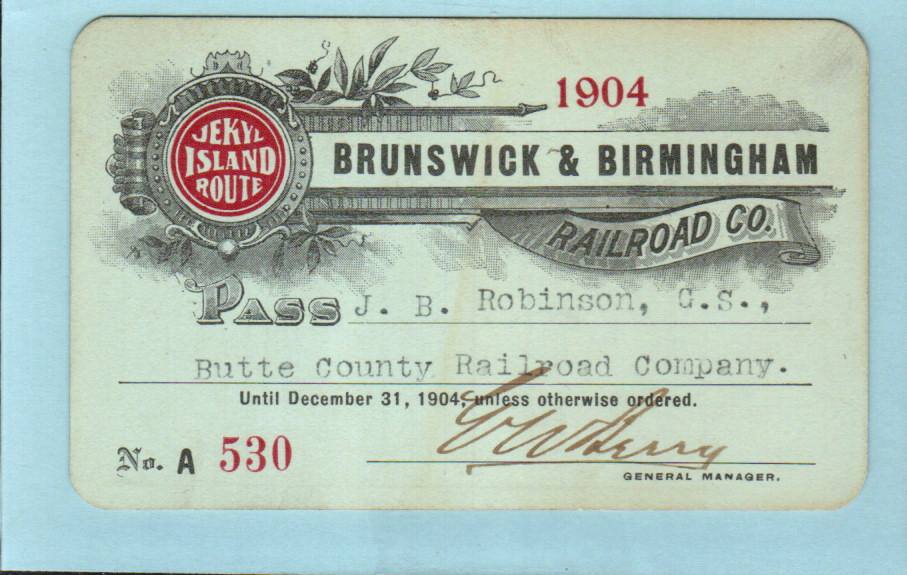 1904
JEKYL
ISLAND
ROUTE
BRUNSWICK & BIRMINGHAM
RAILROAD CO.
PASS J. B. Robinson, G.S.,
Butte County Railroad Company.
Until December 31, 1904, unless otherwise ordered.
No. A 530
GENERAL MANAGER.